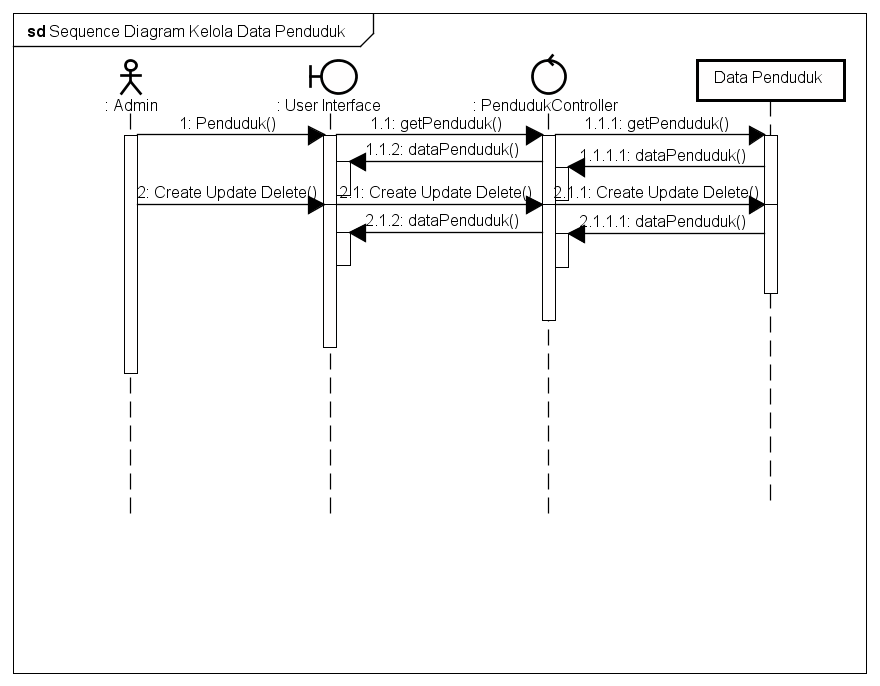 sd Sequence Diagram Kelola Data Penduduk
: Admin
: User Interface
: PendudukController
Data Penduduk
1: Penduduk()
1.1: getPenduduk()
1.1.1: getPenduduk()
1.1.2: dataPenduduk()
1.1.1.1: dataPenduduk()
2: Create Update Delete()
2.1: Create Update Delete()
2.1.1: Create Update Delete()
2.1.2: dataPenduduk()
2.1.1.1: dataPenduduk()